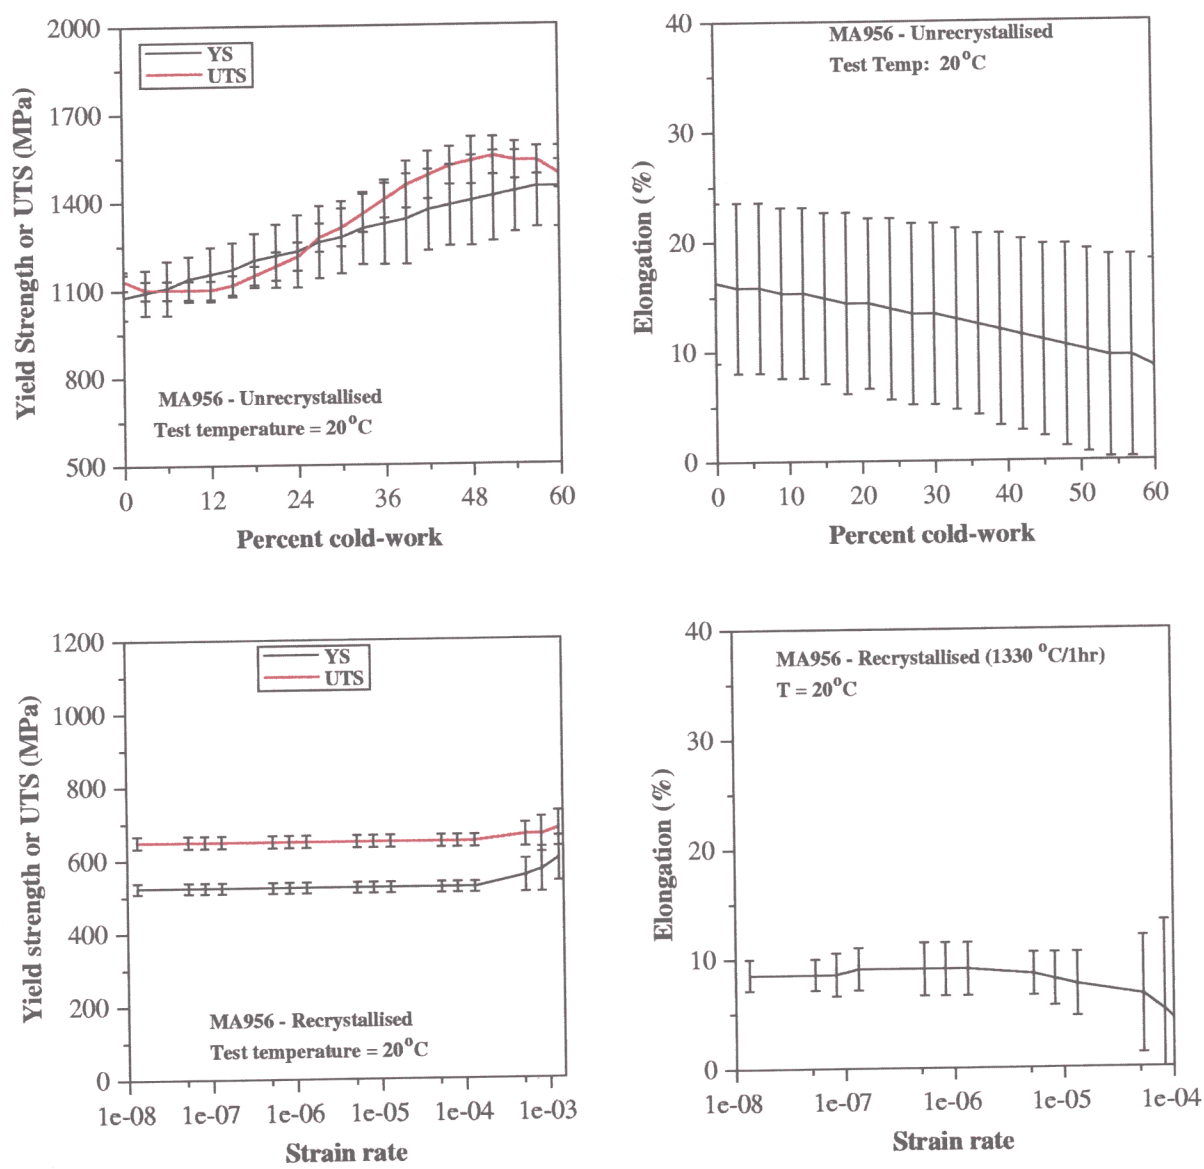 2000
1700
1400
1100
800
500
Yield Strength or UTS (MPa)
YS
UTS
MA956 - Unrecrystallised
Test temperature = 20°C
0 12 24 36 48 60
Percent cold-work
40
30
20
10
0
Elongation (%)
MA956 - Unrecrystallised
Test Temp: 20°C
0 10 20 30 40 50 60
Percent cold-work
1200
1000
800
600
400
200
0
Yield strength or UTS (MPa)
YS
UTS
MA956 - Recrystallised
Test temperature = 20°C
1e-08 1e-07 1e-06 1e-05 1e-04 1e-03
Strain rate
40
30
20
10
0
Elongation (%)
MA956 - Recrystallised (1330 °C/1hr)
T = 20°C
1e-08 1e-07 1e-06 1e-05 1e-04
Strain rate